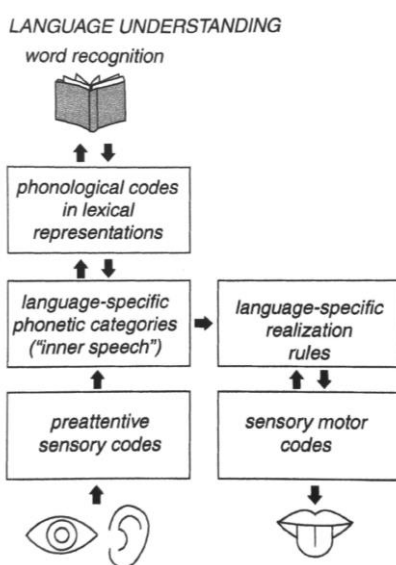 LANGUAGE UNDERSTANDING
word recognition
phonological codes
in lexical
representations
language-specific
phonetic categories
("inner speech")
language-specific
realization
rules
preattentive
sensory codes
sensory motor
codes